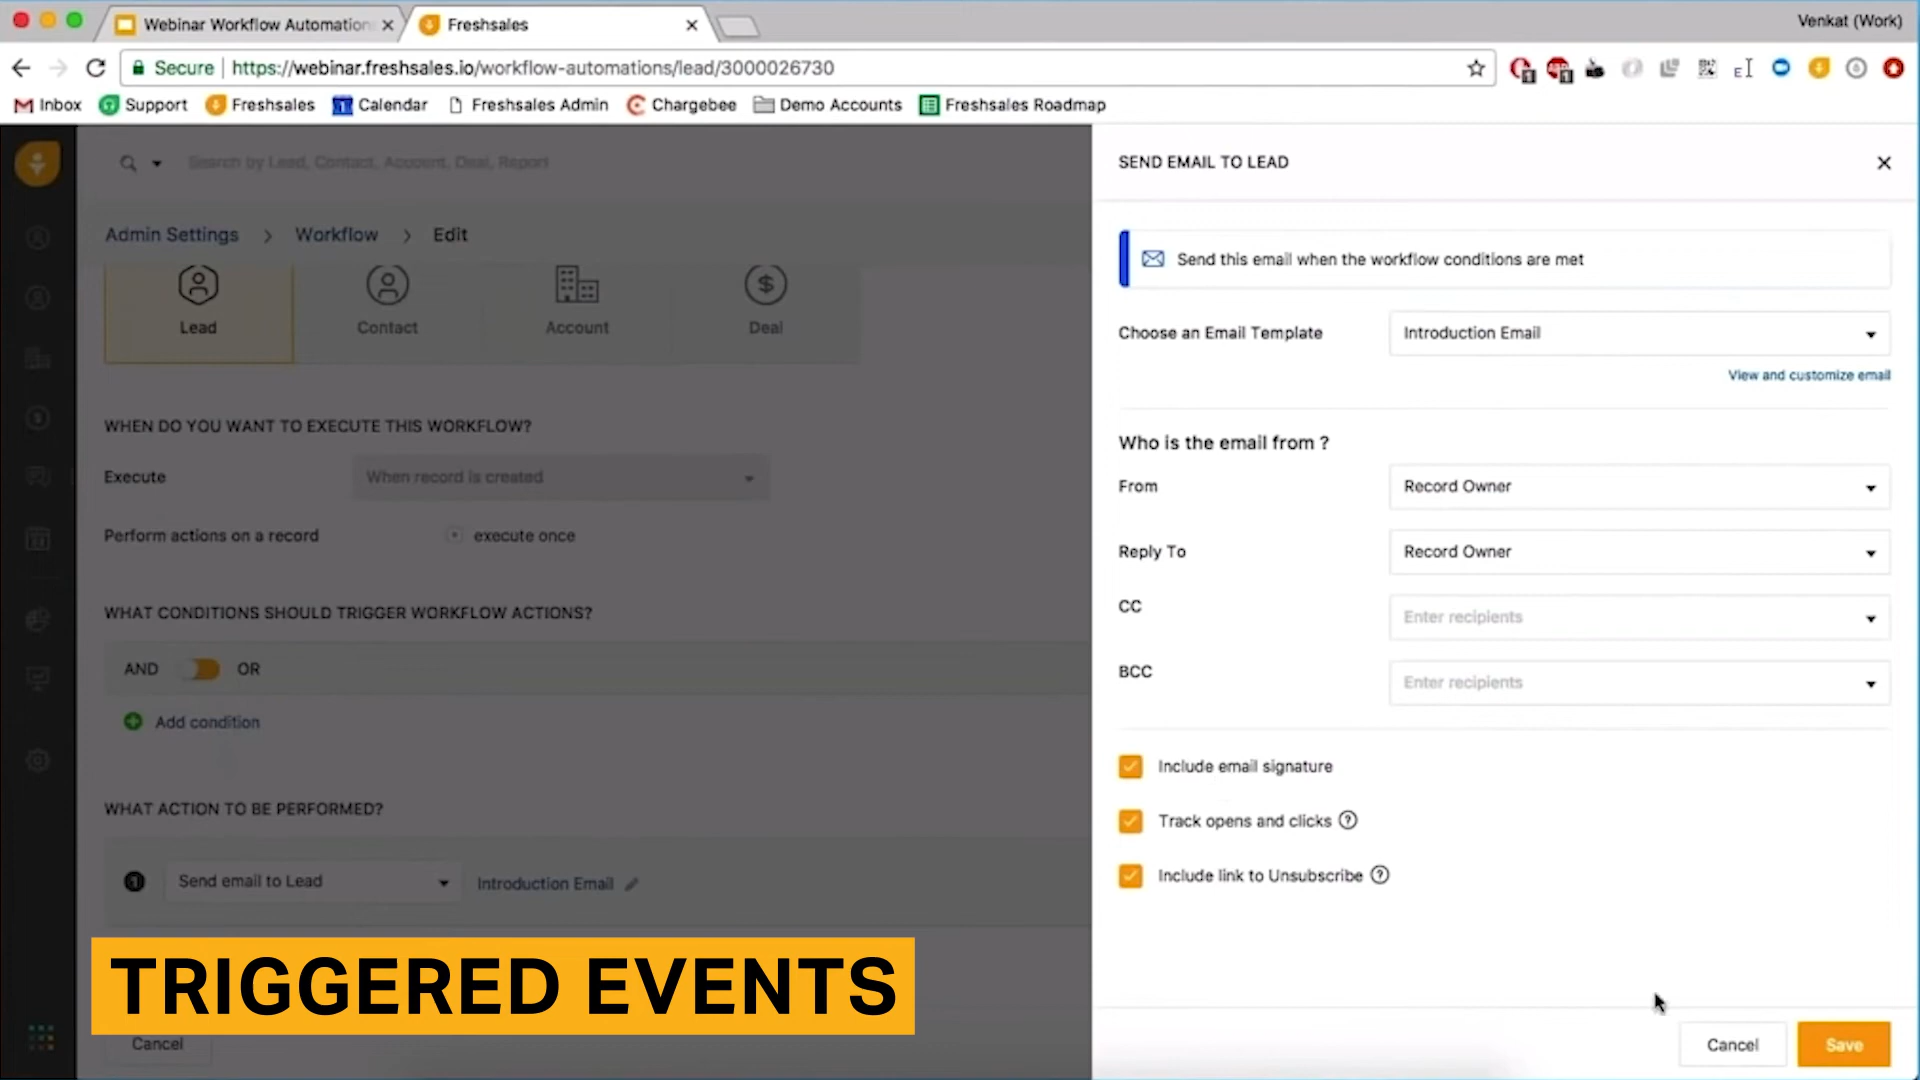 Webinar Workflow Automation
Freshsales
Venkat (Work)
Secure
https://webinar.freshsales.io/workflow-automations/lead/3000026730
Inbox
Support
Freshsales
Calendar
Freshsales Admin
Chargebee
Demo Accounts
Freshsales Roadmap
Search by Lead, Contact, Account, Deal, Report
Admin Settings > Workflow > Edit
Lead
Contact
Account
Deal
WHEN DO YOU WANT TO EXECUTE THIS WORKFLOW?
Execute
When record is created
Perform actions on a record
execute once
WHAT CONDITIONS SHOULD TRIGGER WORKFLOW ACTIONS?
AND
OR
Add condition
WHAT ACTION TO BE PERFORMED?
1
Send email to Lead
Introduction Email
TRIGGERED EVENTS
Cancel
SEND EMAIL TO LEAD
Send this email when the workflow conditions are met
Choose an Email Template
Introduction Email
View and customize email
Who is the email from ?
From
Record Owner
Reply To
Record Owner
CC
Enter recipients
BCC
Enter recipients
Include email signature
Track opens and clicks ?
Include link to Unsubscribe ?
Cancel
Save